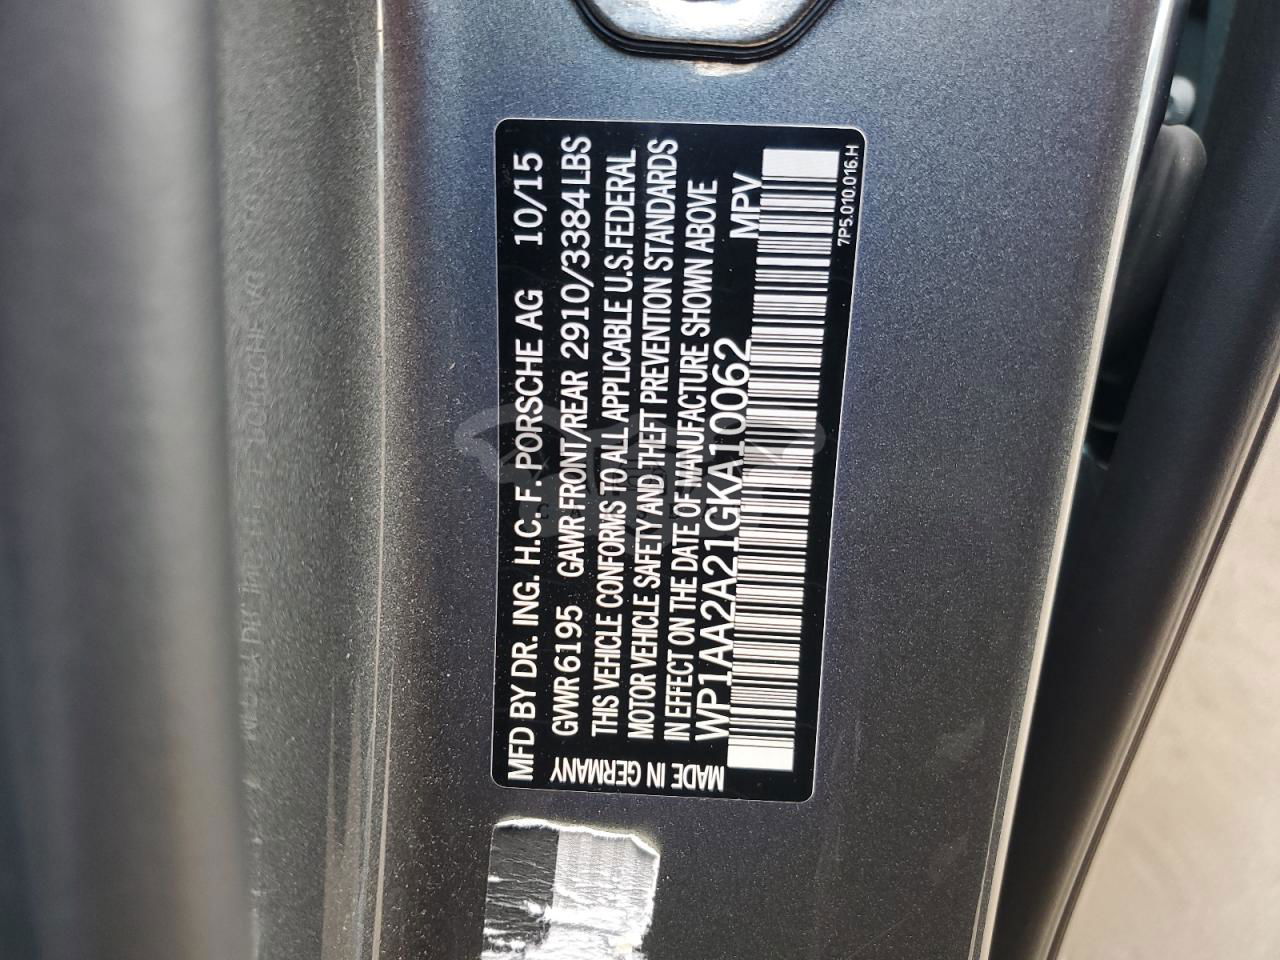 MFD BY DR. ING. H.C. F. PORSCHE AG 10/15
GVWR 6195 GAWR FRONT/REAR 2910/3384 LBS
THIS VEHICLE CONFORMS TO ALL APPLICABLE U.S. FEDERAL
MOTOR VEHICLE SAFETY AND THEFT PREVENTION STANDARDS
IN EFFECT ON THE DATE OF MANUFACTURE SHOWN ABOVE
WP1AA2A21GKA10062 MPV
MADE IN GERMANY
7P5.010.016.H